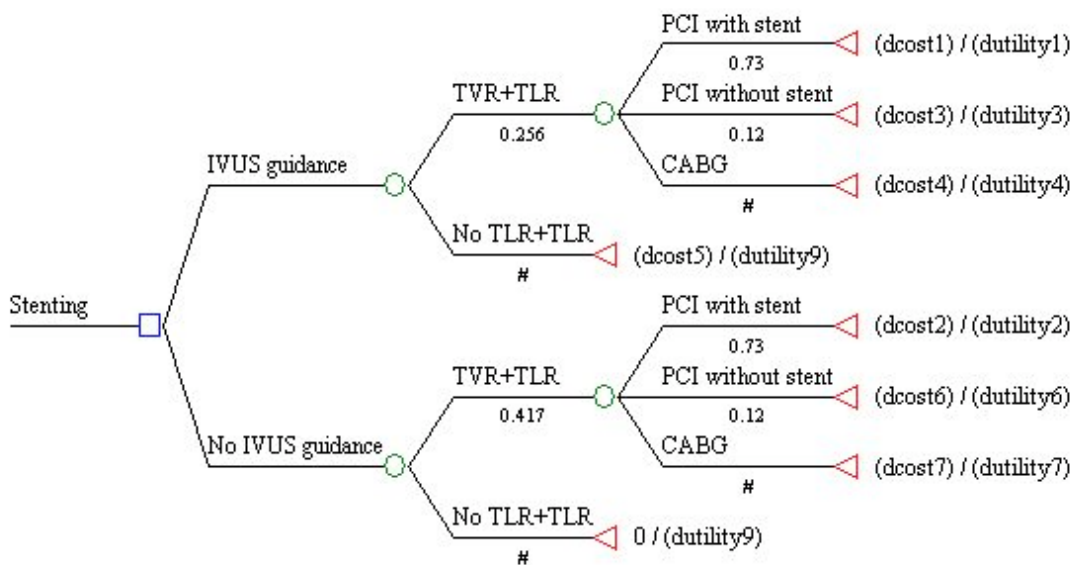 PCI with stent
0.73
(dcost1) / (dutility1)
TVR+TLR
0.256
PCI without stent
0.12
(dcost3) / (dutility3)
IVUS guidance
CABG
#
(dcost4) / (dutility4)
No TLR+TLR
#
(dcost5) / (dutility9)
Stenting
PCI with stent
0.73
(dcost2) / (dutility2)
TVR+TLR
0.417
PCI without stent
0.12
(dcost6) / (dutility6)
No IVUS guidance
CABG
#
(dcost7) / (dutility7)
No TLR+TLR
#
0 / (dutility9)